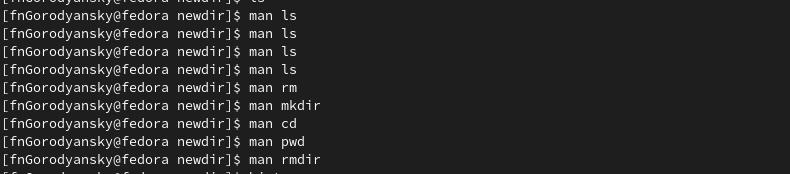 [fnGorodyansky@fedora newdir]$ man ls
[fnGorodyansky@fedora newdir]$ man ls
[fnGorodyansky@fedora newdir]$ man ls
[fnGorodyansky@fedora newdir]$ man ls
[fnGorodyansky@fedora newdir]$ man rm
[fnGorodyansky@fedora newdir]$ man mkdir
[fnGorodyansky@fedora newdir]$ man cd
[fnGorodyansky@fedora newdir]$ man pwd
[fnGorodyansky@fedora newdir]$ man rmdir